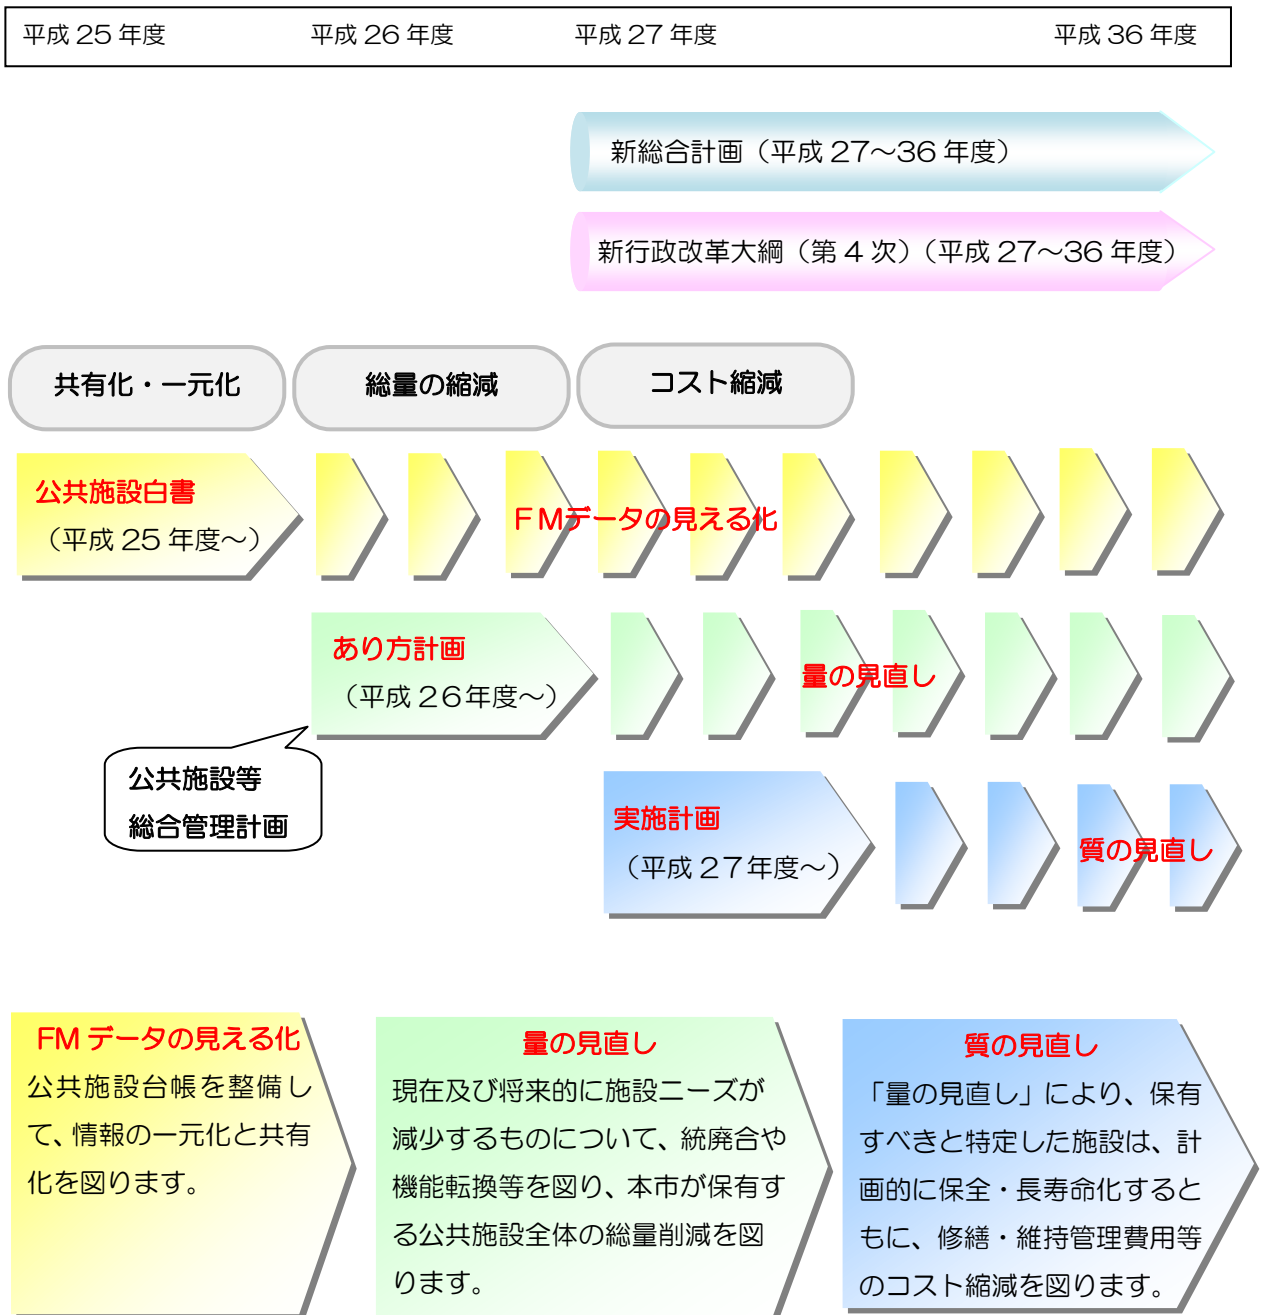 平成 25 年度 平成 26 年度 平成 27 年度 平成 36 年度
新総合計画（平成 27～36 年度）
新行政改革大綱（第 4 次）（平成 27～36 年度）
共有化・一元化 総量の縮減 コスト縮減
公共施設白書
（平成 25 年度～）
ＦＭデータの見える化
あり方計画
（平成 26年度～）
量の見直し
公共施設等
総合管理計画
実施計画
（平成 27年度～）
質の見直し
FM データの見える化
公共施設台帳を整備し
て、情報の一元化と共有
化を図ります。
量の見直し
現在及び将来的に施設ニーズが
減少するものについて、統廃合や
機能転換等を図り、本市が保有す
る公共施設全体の総量削減を図
ります。
質の見直し
「量の見直し」により、保有
すべきと特定した施設は、計
画的に保全・長寿命化すると
もに、修繕・維持管理費用等
のコスト縮減を図ります。